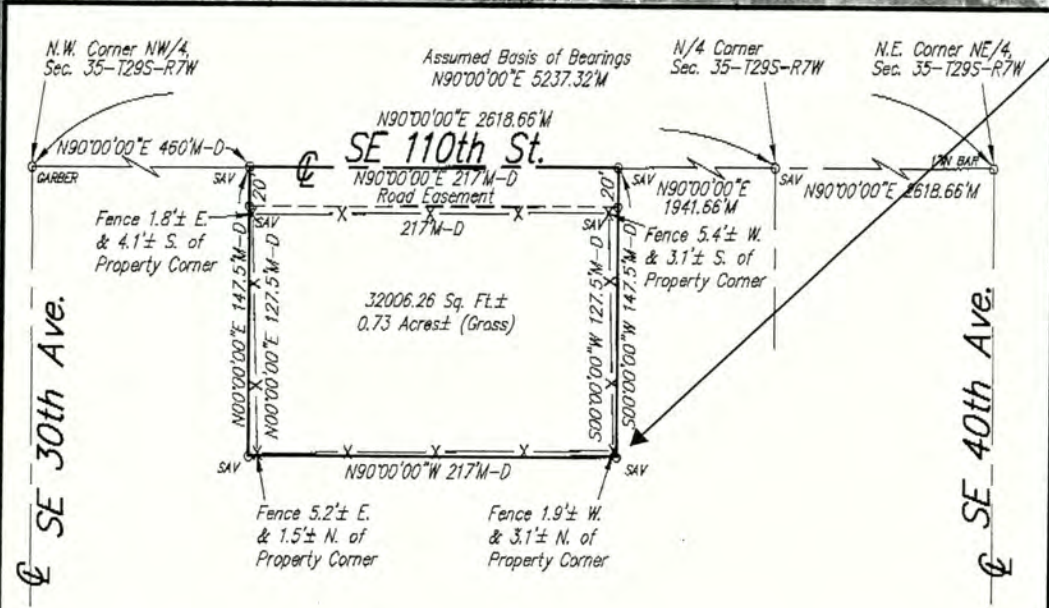 N.W. Corner NW/4,
Sec. 35-T29S-R7W
Assumed Basis of Bearings
N90°00'00"E 5237.32'M
N/4 Corner
Sec. 35-T29S-R7W
N.E. Corner NE/4,
Sec. 35-T29S-R7W
N90°00'00"E 2618.66'M
N90°00'00"E 460'M-D
SE 110th St.
GARBER
SAV
℄
N90°00'00"E 217'M-D
Road Easement
SAV
N90°00'00"E
1941.66'M
SAV
BAR
N90°00'00"E 2618.66'M
20'
20'
SAV
217'M-D
SAV
Fence 1.8'± E.
& 4.1'± S. of
Property Corner
Fence 5.4'± W.
& 3.1'± S. of
Property Corner
N00°00'00"E 147.5'M-D
N00°00'00"E 127.5'M-D
32006.26 Sq. Ft.±
0.73 Acres± (Gross)
S00°00'00"W 127.5'M-D
S00°00'00"W 147.5'M-D
SAV
N90°00'00"W 217'M-D
SAV
Fence 5.2'± E.
& 1.5'± N. of
Property Corner
Fence 1.9'± W.
& 3.1'± N. of
Property Corner
℄ SE 30th Ave.
℄ SE 40th Ave.